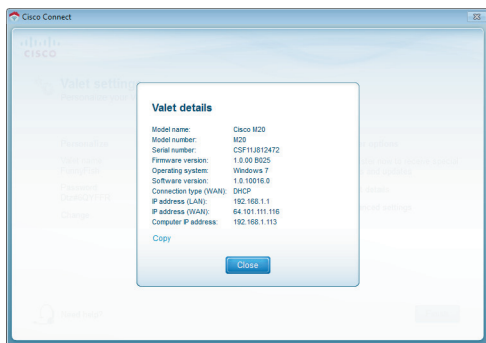 Cisco Connect
CISCO
Valet settings
Valet details
Model name: Cisco M20
Model number: M20
Serial number: CSF11J812472
Firmware version: 1.0.00 B025
Operating system: Windows 7
Software version: 1.0.10016.0
Connection type (WAN): DHCP
IP address (LAN): 192.168.1.1
IP address (WAN): 64.101.111.116
Computer IP address: 192.168.1.113
Copy
Close